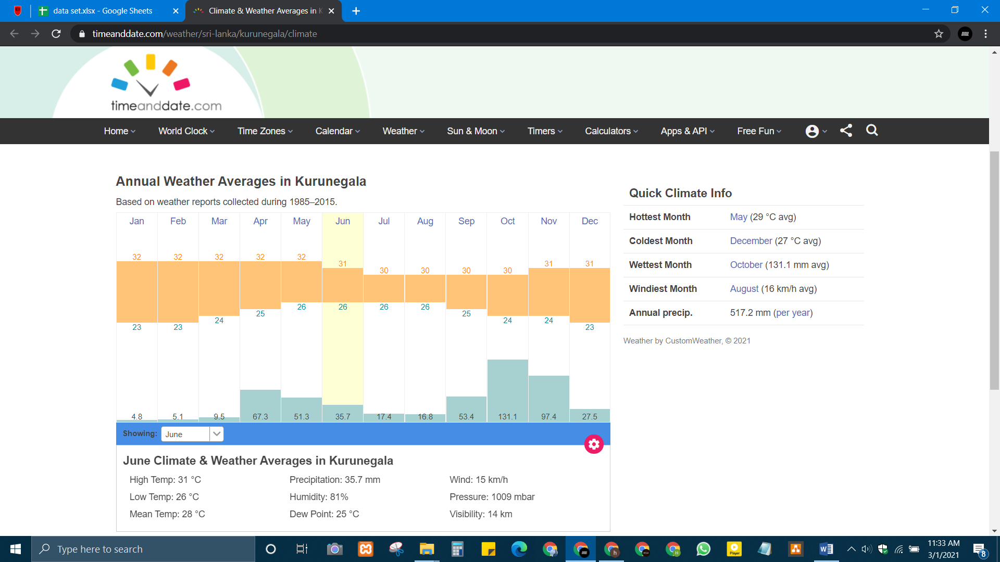 data set.xlsx - Google Sheets
Climate & Weather Averages in K
timeanddate.com/weather/sri-lanka/kurunegala/climate
timeanddate.com
Home World Clock Time Zones Calendar Weather Sun & Moon Timers Calculators Apps & API Free Fun
Annual Weather Averages in Kurunegala
Based on weather reports collected during 1985–2015.
Jan Feb Mar Apr May Jun Jul Aug Sep Oct Nov Dec
32 32 32 32 32 31 30 30 30 30 31 31
23 23 24 25 26 26 26 26 25 24 24 23
4.8 5.1 9.5 67.3 51.3 35.7 17.4 16.8 53.4 131.1 97.4 27.5
Showing: June
June Climate & Weather Averages in Kurunegala
High Temp: 31 °C Precipitation: 35.7 mm Wind: 15 km/h
Low Temp: 26 °C Humidity: 81% Pressure: 1009 mbar
Mean Temp: 28 °C Dew Point: 25 °C Visibility: 14 km
Quick Climate Info
Hottest Month May (29 °C avg)
Coldest Month December (27 °C avg)
Wettest Month October (131.1 mm avg)
Windiest Month August (16 km/h avg)
Annual precip. 517.2 mm (per year)
Weather by CustomWeather, © 2021
Type here to search
Player
11:33 AM
3/1/2021
8